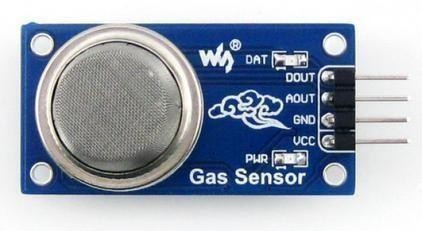 W ®
DAT
DOUT
AOUT
GND
VCC
PWR
Gas Sensor